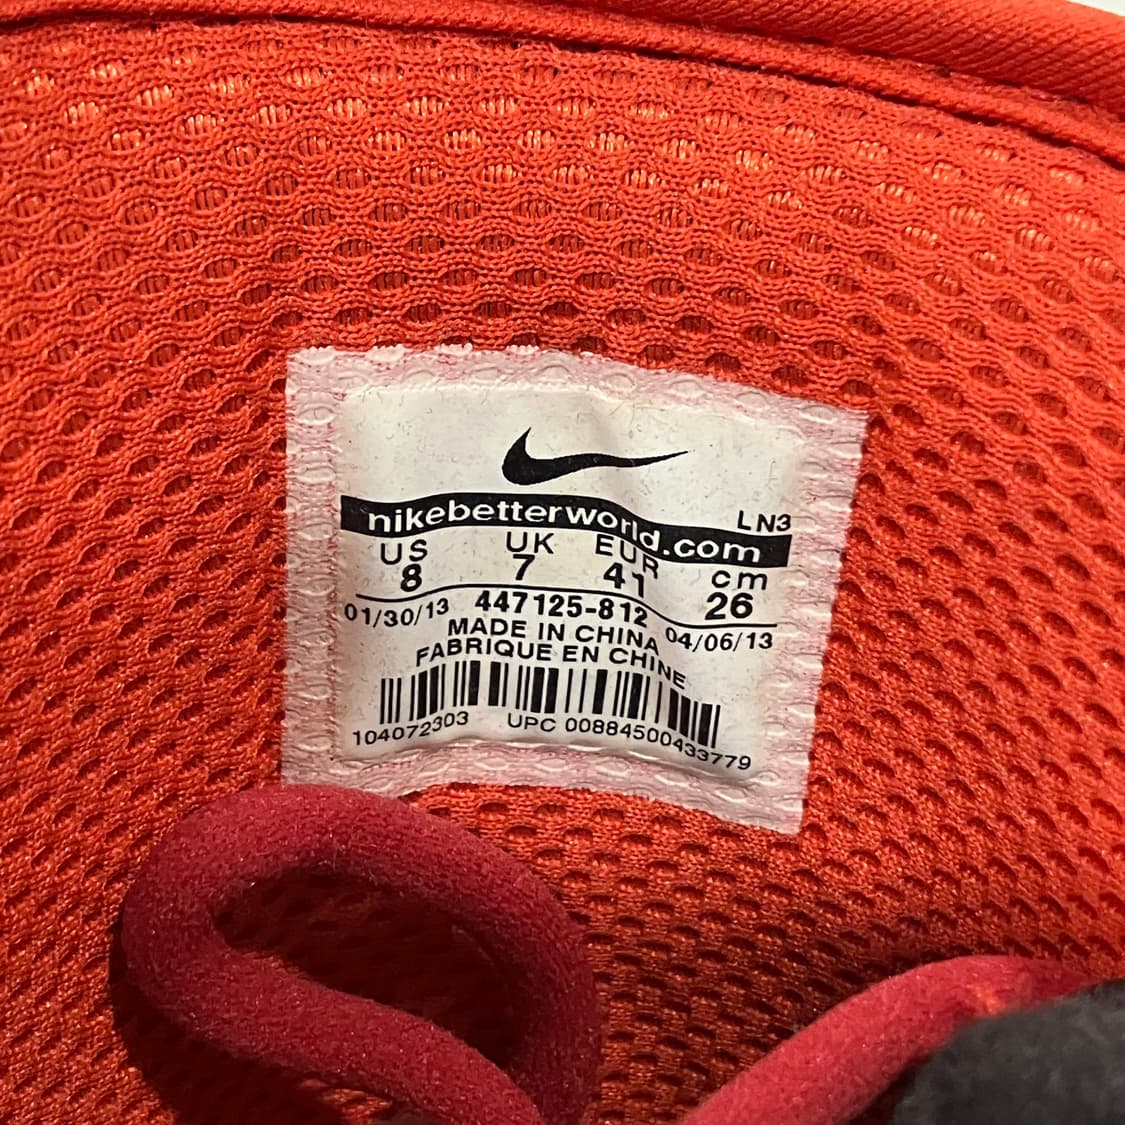 LN3
nikebetterworld.com
US UK EUR cm
8 7 41 26
01/30/13 447125-812 04/06/13
MADE IN CHINA
FABRIQUE EN CHINE
104072303 UPC 00884500433779